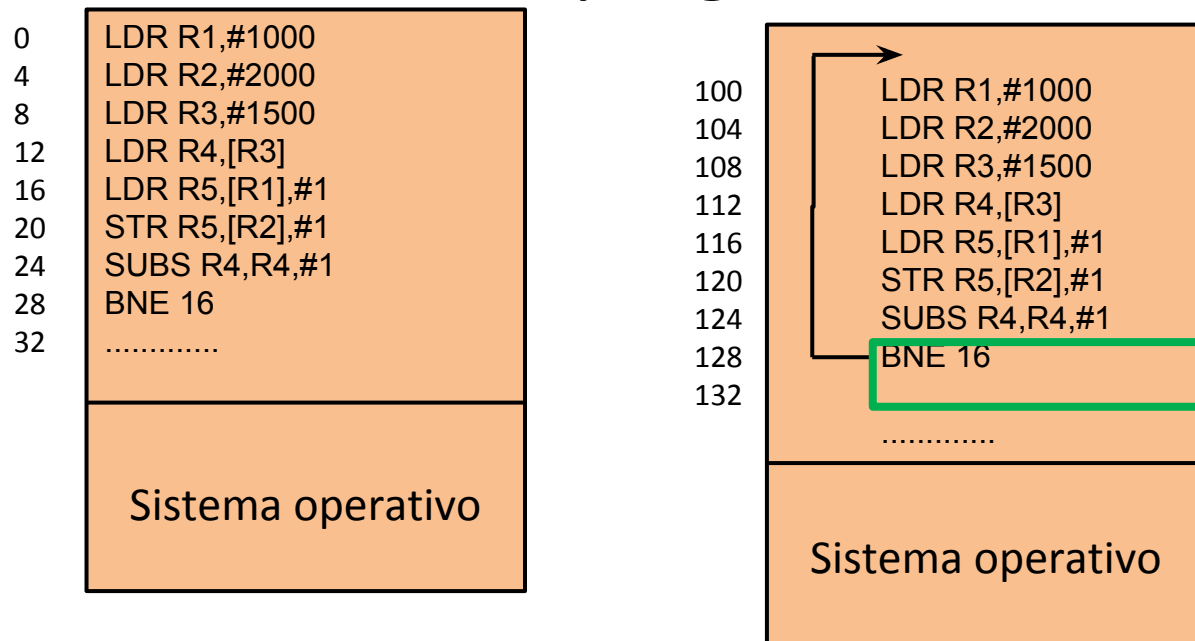 0 LDR R1,#1000
4 LDR R2,#2000
8 LDR R3,#1500
12 LDR R4,[R3]
16 LDR R5,[R1],#1
20 STR R5,[R2],#1
24 SUBS R4,R4,#1
28 BNE 16
32 .............
Sistema operativo
100 LDR R1,#1000
104 LDR R2,#2000
108 LDR R3,#1500
112 LDR R4,[R3]
116 LDR R5,[R1],#1
120 STR R5,[R2],#1
124 SUBS R4,R4,#1
128 BNE 16
132
.............
Sistema operativo